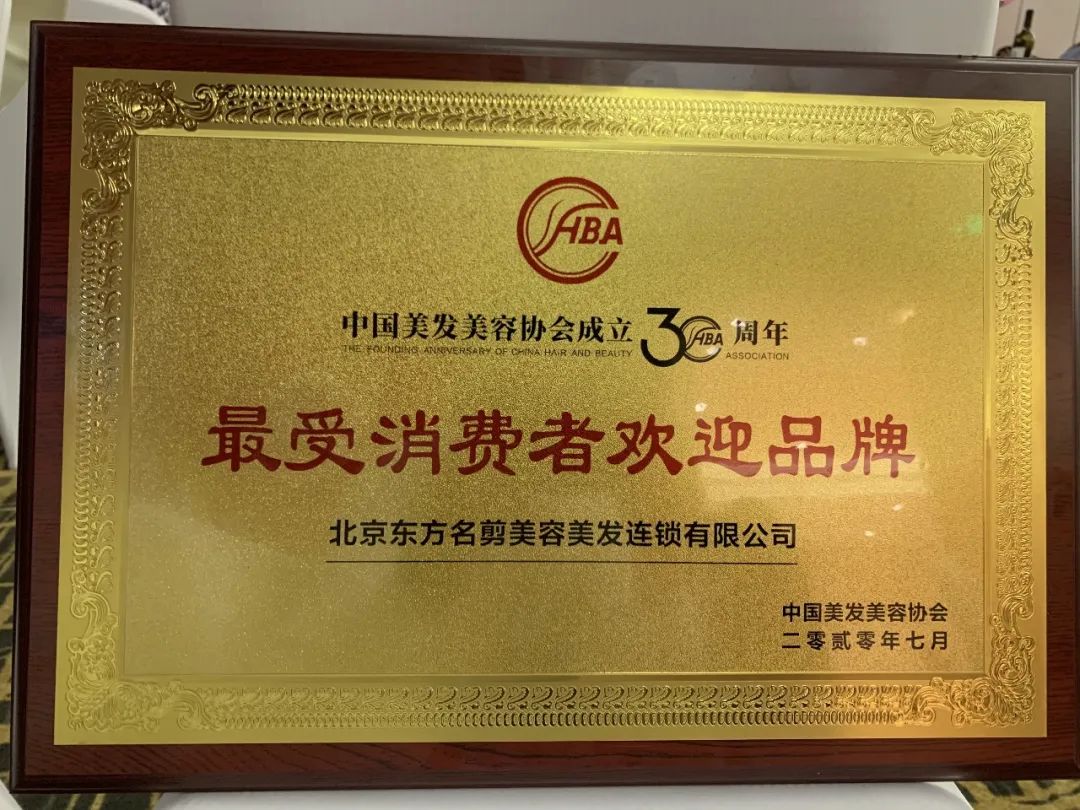 HBA
中国美发美容协会成立30周年
THE FOUNDING ANNIVERSARY OF CHINA HAIR AND BEAUTY HBA ASSOCIATION
最受消费者欢迎品牌
北京东方名剪美容美发连锁有限公司
中国美发美容协会
二零贰零年七月